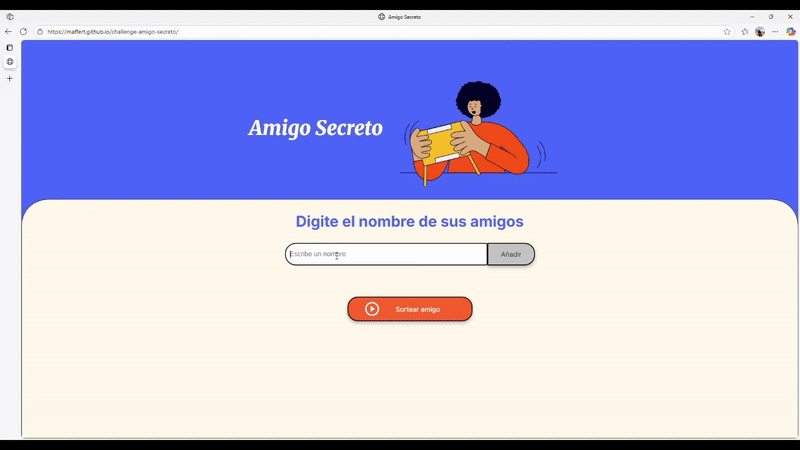 Amigo Secreto
https://maffert.github.io/challenge-amigo-secreto/
Amigo Secreto
Digite el nombre de sus amigos
Escribe un nombre
Añadir
Sortear amigo